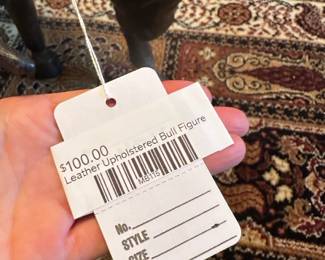 $100.00
Leather Upholstered Bull Figure
No.
STYLE
SIZE